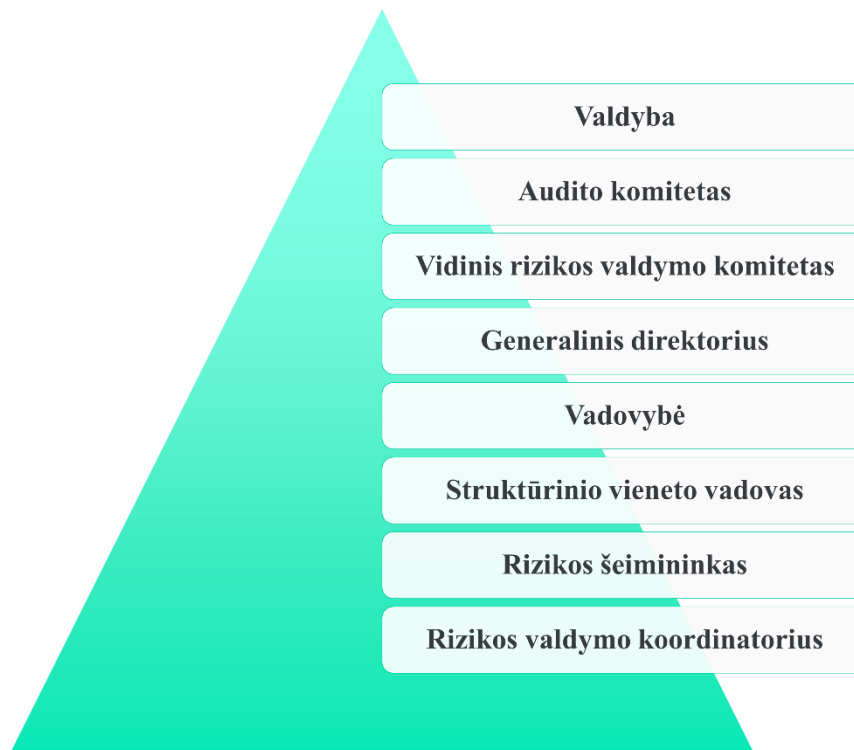 Valdyba
Audito komitetas
Vidinis rizikos valdymo komitetas
Generalinis direktorius
Vadovybė
Struktūrinio vieneto vadovas
Rizikos šeimininkas
Rizikos valdymo koordinatorius